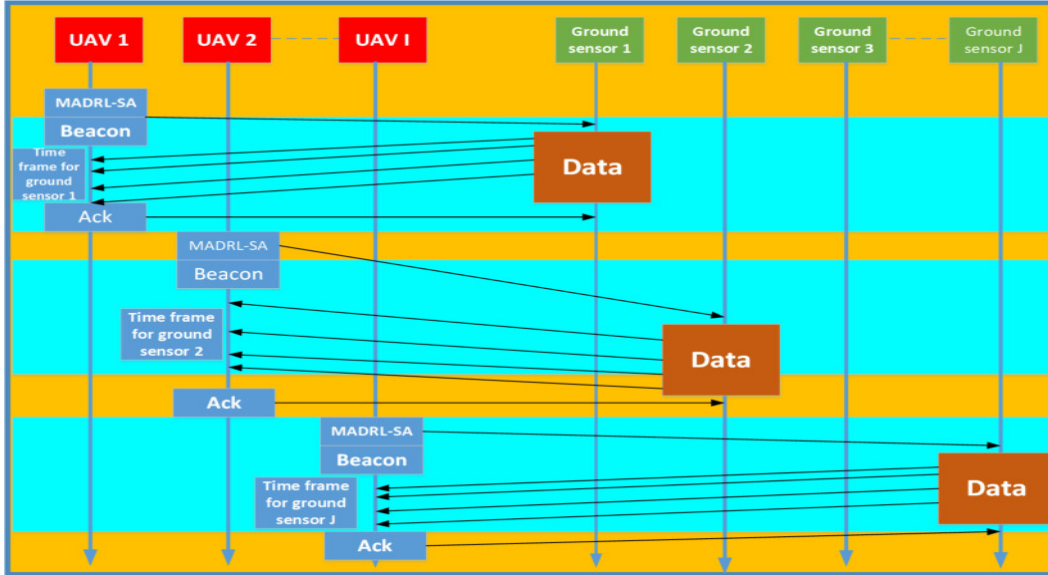 UAV 1
UAV 2
UAV I
Ground
sensor 1
Ground
sensor 2
Ground
sensor 3
Ground
sensor J
MADRL-SA
Beacon
Time
frame for
ground
sensor 1
Data
Ack
MADRL-SA
Beacon
Time frame
for ground
sensor 2
Data
Ack
MADRL-SA
Beacon
Time frame
for ground
sensor J
Data
Ack